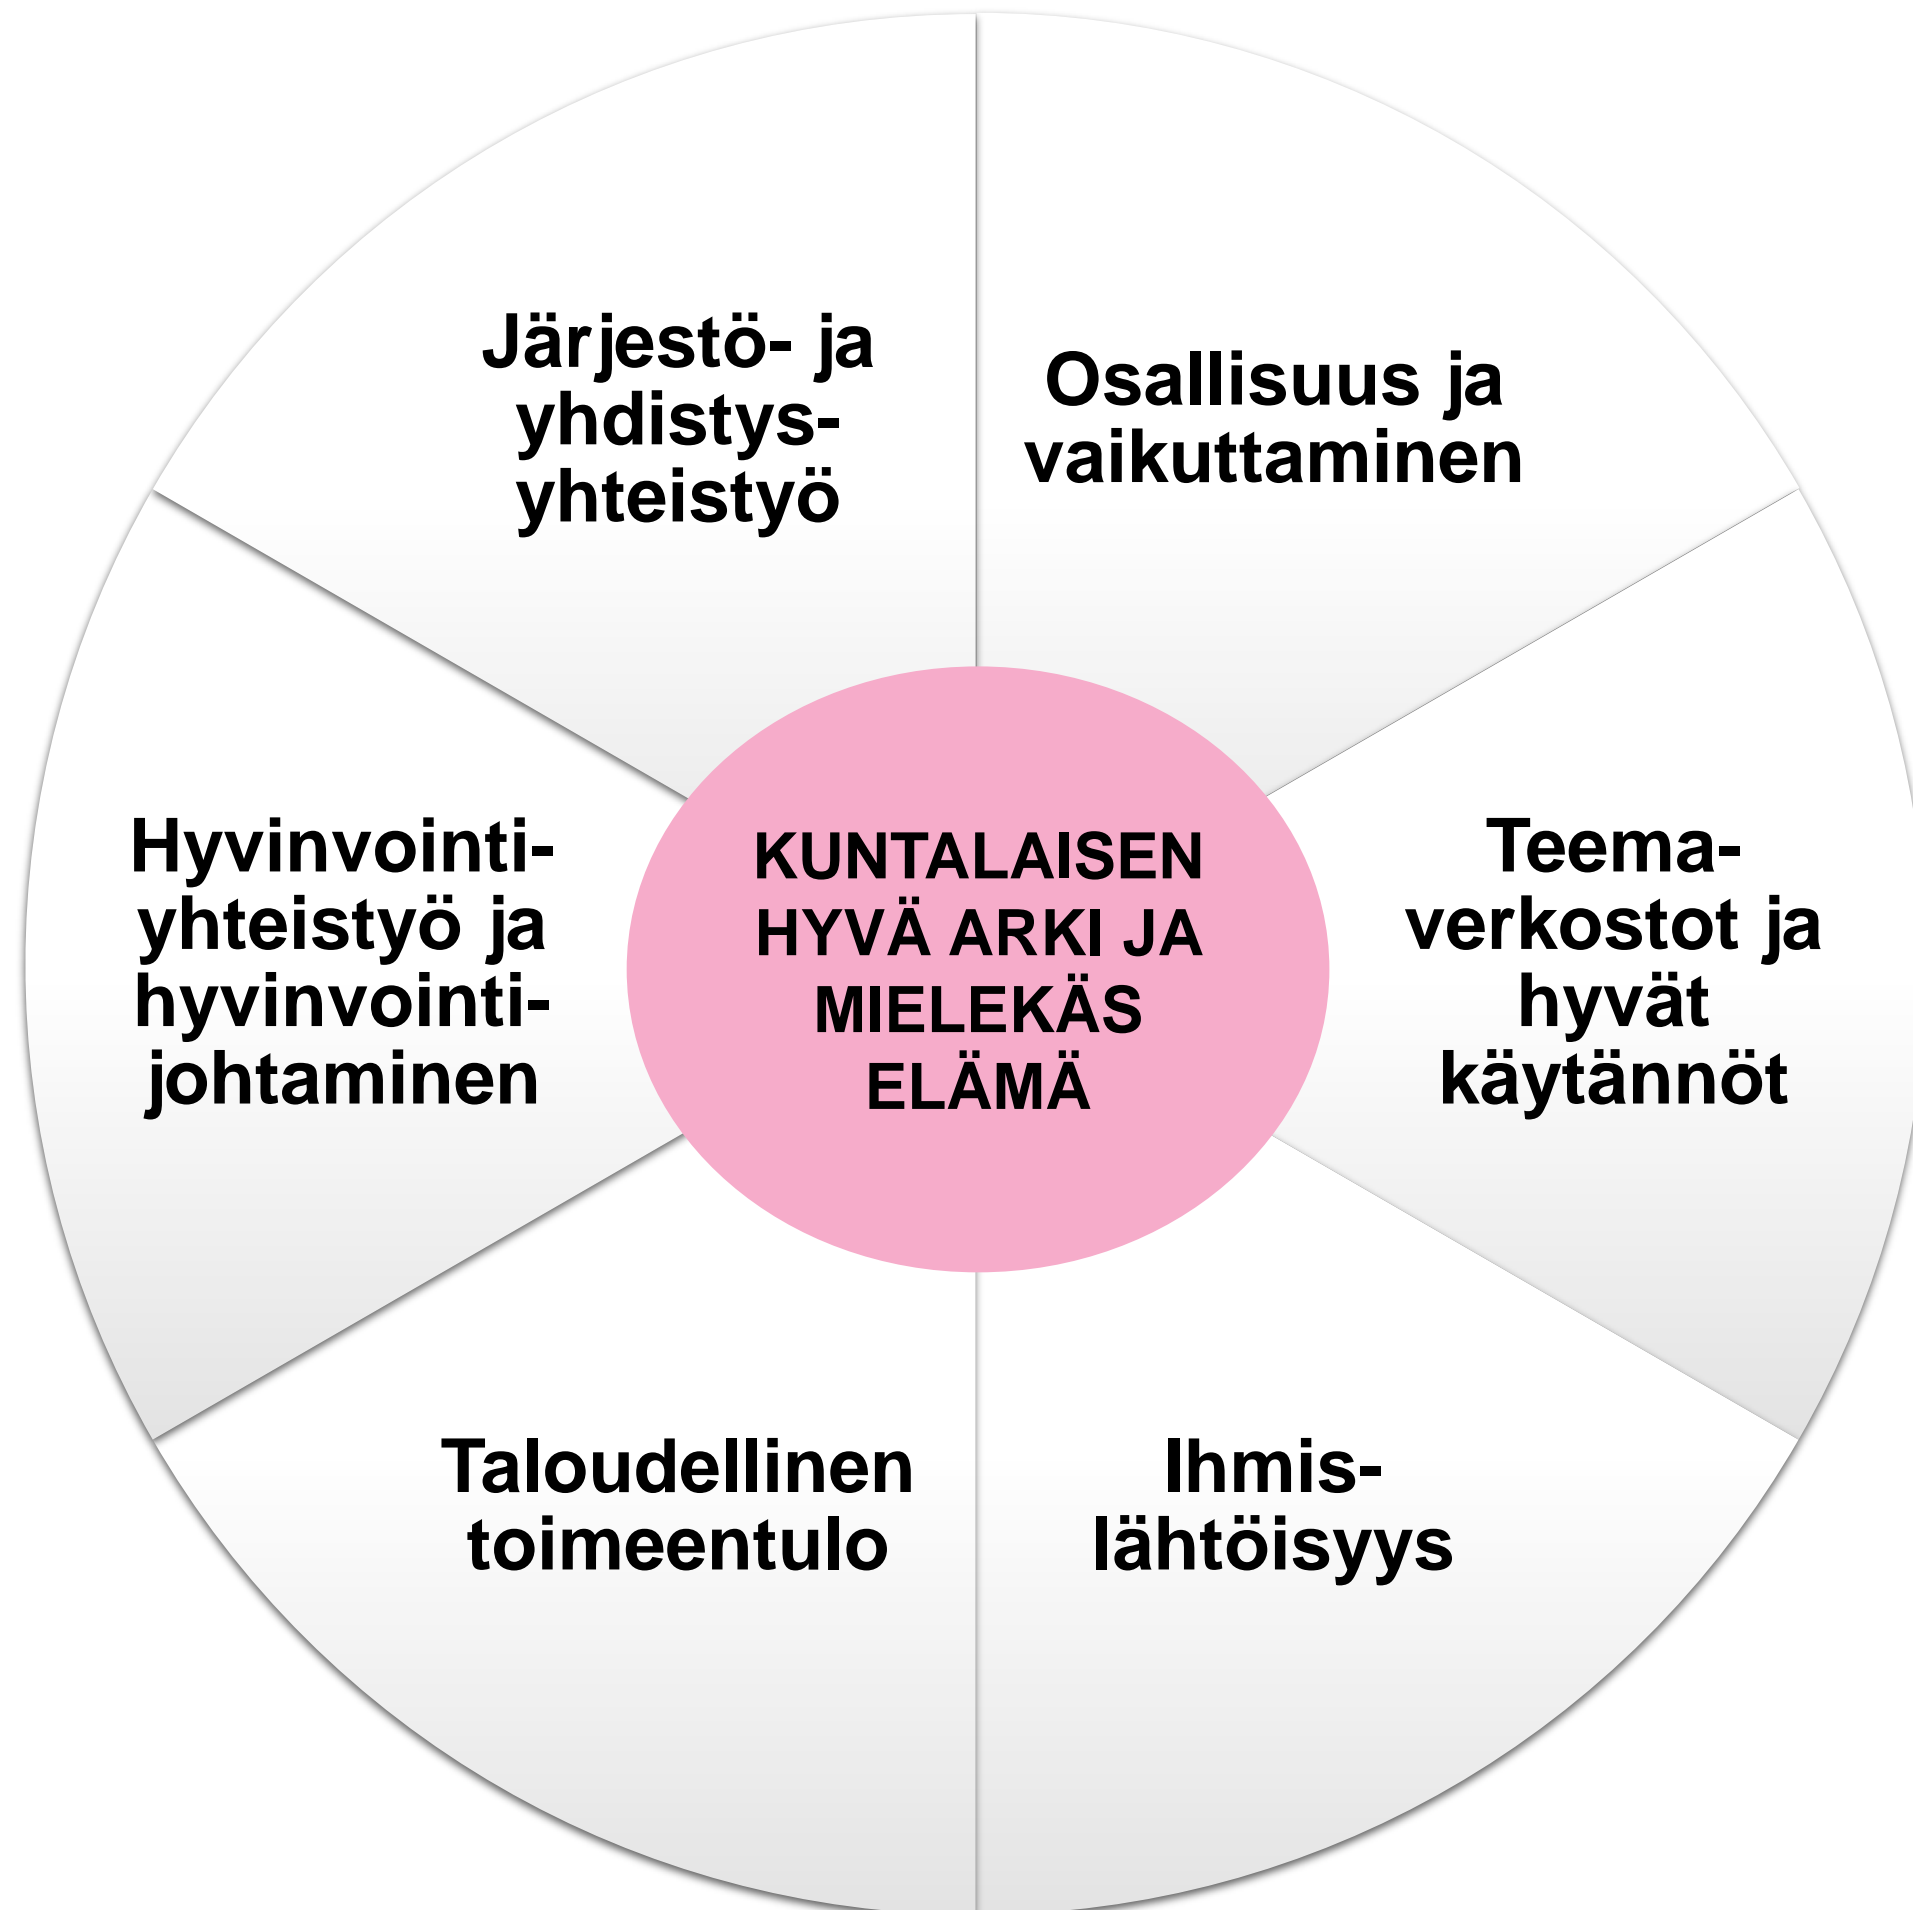 Järjestö- ja
yhdistys-
yhteistyö
Osallisuus ja
vaikuttaminen
Hyvinvointi-
yhteistyö ja
hyvinvointi-
johtaminen
KUNTALAISEN
HYVÄ ARKI JA
MIELEKÄS
ELÄMÄ
Teema-
verkostot ja
hyvät
käytännöt
Taloudellinen
toimeentulo
Ihmis-
lähtöisyys